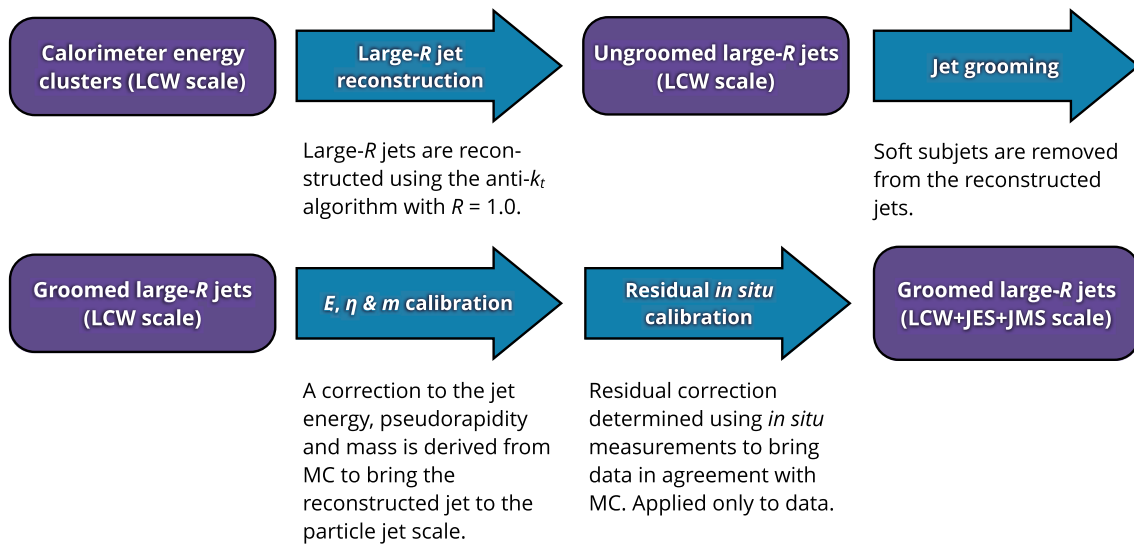 Calorimeter energy
clusters (LCW scale)
Large-R jet
reconstruction
Ungroomed large-R jets
(LCW scale)
Jet grooming
Large-R jets are recon-
structed using the anti-kt
algorithm with R = 1.0.
Soft subjets are removed
from the reconstructed
jets.
Groomed large-R jets
(LCW scale)
E, η & m calibration
Residual in situ
calibration
Groomed large-R jets
(LCW+JES+JMS scale)
A correction to the jet
energy, pseudorapidity
and mass is derived from
MC to bring the
reconstructed jet to the
particle jet scale.
Residual correction
determined using in situ
measurements to bring
data in agreement with
MC. Applied only to data.